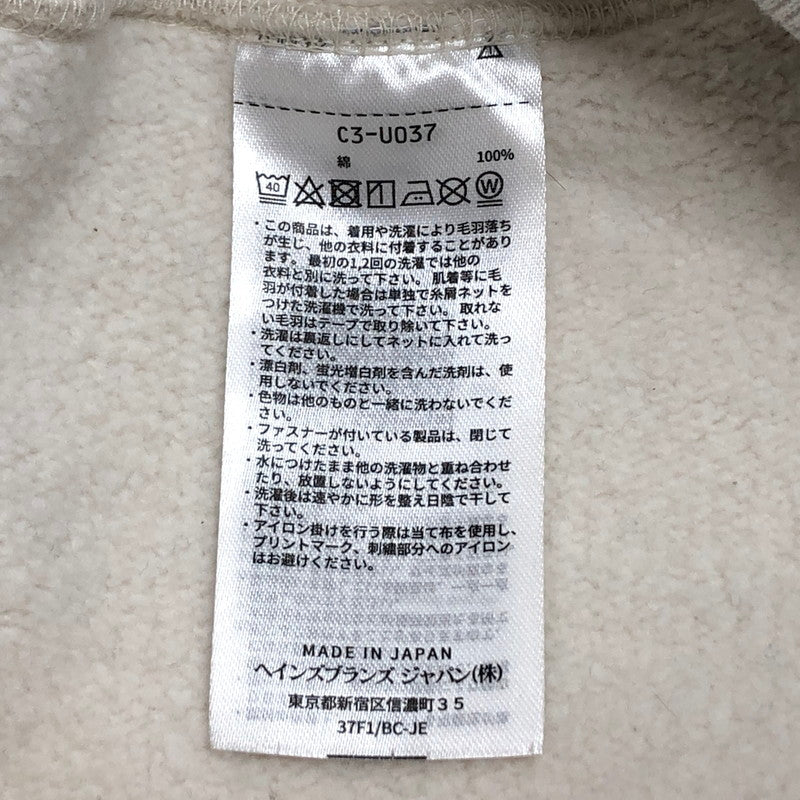 C3-U037
綿 100%
40
W
・この商品は、着用や洗濯により毛羽落ち
が生じ、他の衣料に付着することがあり
ます。最初の1,2回の洗濯では他の
衣料と別に洗って下さい。肌着等に毛
羽が付着した場合は単独で糸屑ネットを
つけた洗濯機で洗って下さい。取れな
い毛羽はテープで取り除いて下さい。
・洗濯は裏返しにしてネットに入れて洗っ
てください。
・漂白剤、蛍光増白剤を含んだ洗剤は、使
用しないでください。
・色物は他のものと一緒に洗わないでくだ
さい。
・ファスナーが付いている製品は、閉じて
洗ってください。
・水につけたまま他の洗濯物と重ね合わせ
たり、放置しないようにしてください。
・洗濯後は速やかに形を整え日陰で干して
下さい。
・アイロン掛けを行う際は当て布を使用し、
プリントマーク、刺繍部分へのアイロン
はお避けください。
MADE IN JAPAN
ヘインズブランズ ジャパン(株)
東京都新宿区信濃町35
37F1/BC-JE